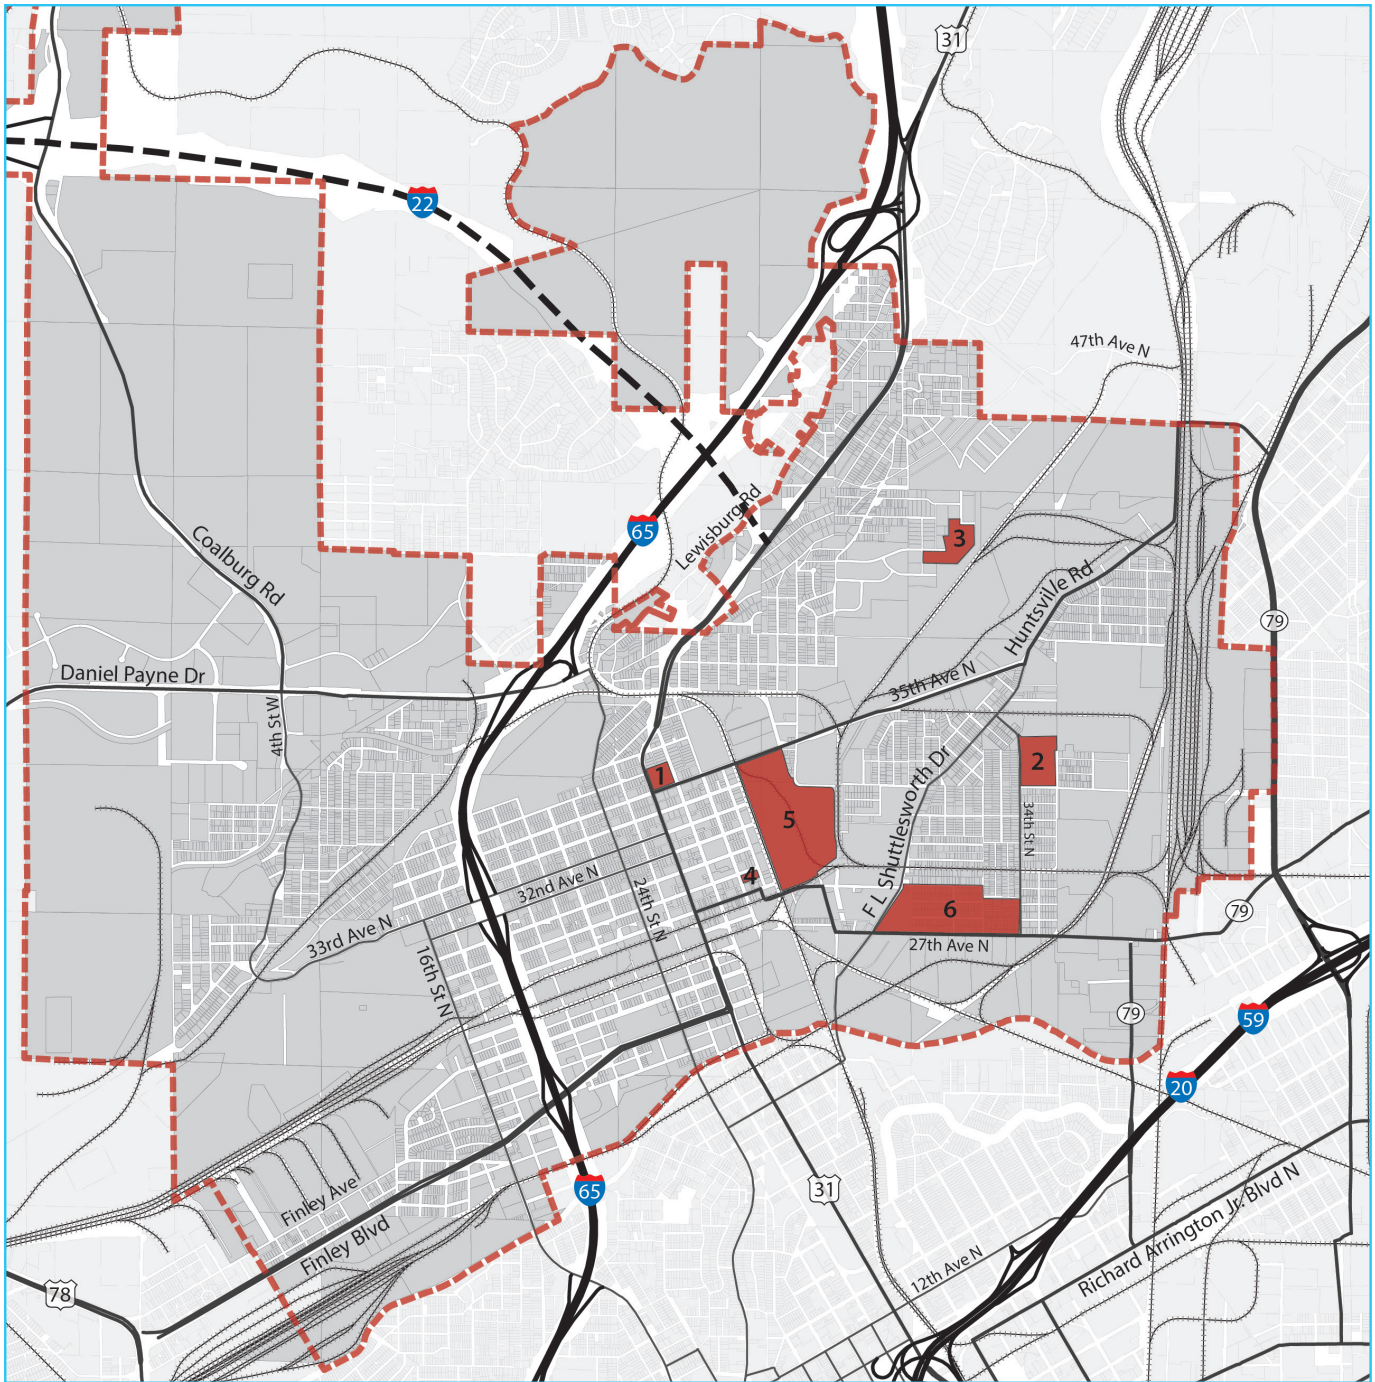 31
22
47th Ave N
65
Lewisburg Rd
3
Coalburg Rd
Huntsville Rd
79
Daniel Payne Dr
35th Ave N
4th St W
1
2
5
34th St N
F L Shuttlesworth Dr
32nd Ave N
4
24th St N
6
79
33rd Ave N
27th Ave N
16th St N
79
59
20
65
31
Finley Ave
Finley Blvd
Richard Arrington Jr. Blvd N
12th Ave N
78